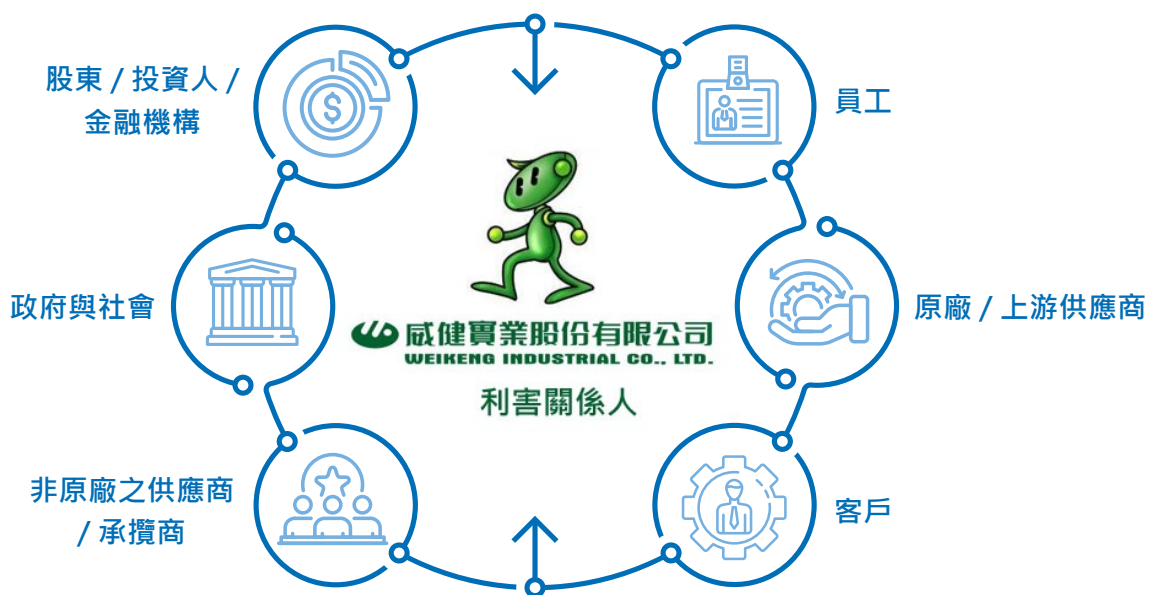 股東 / 投資人 /
金融機構
員工
政府與社會
原廠 / 上游供應商
威健實業股份有限公司
WEIKENG INDUSTRIAL CO., LTD.
利害關係人
非原廠之供應商
/ 承攬商
客戶
$